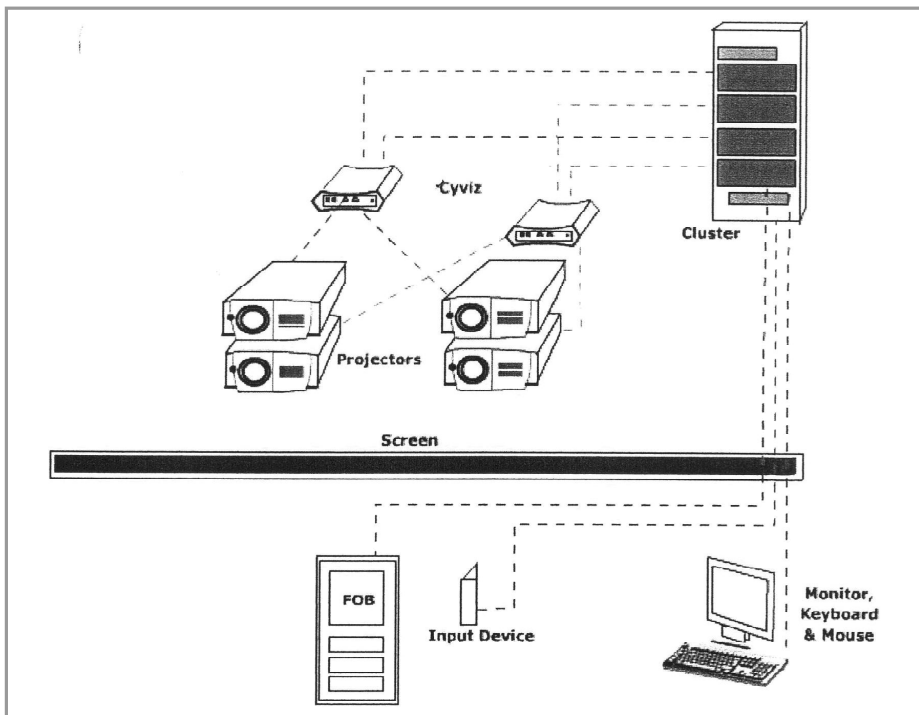 Cyviz
Cluster
Projectors
Screen
FOB
Input Device
Monitor,
Keyboard
& Mouse